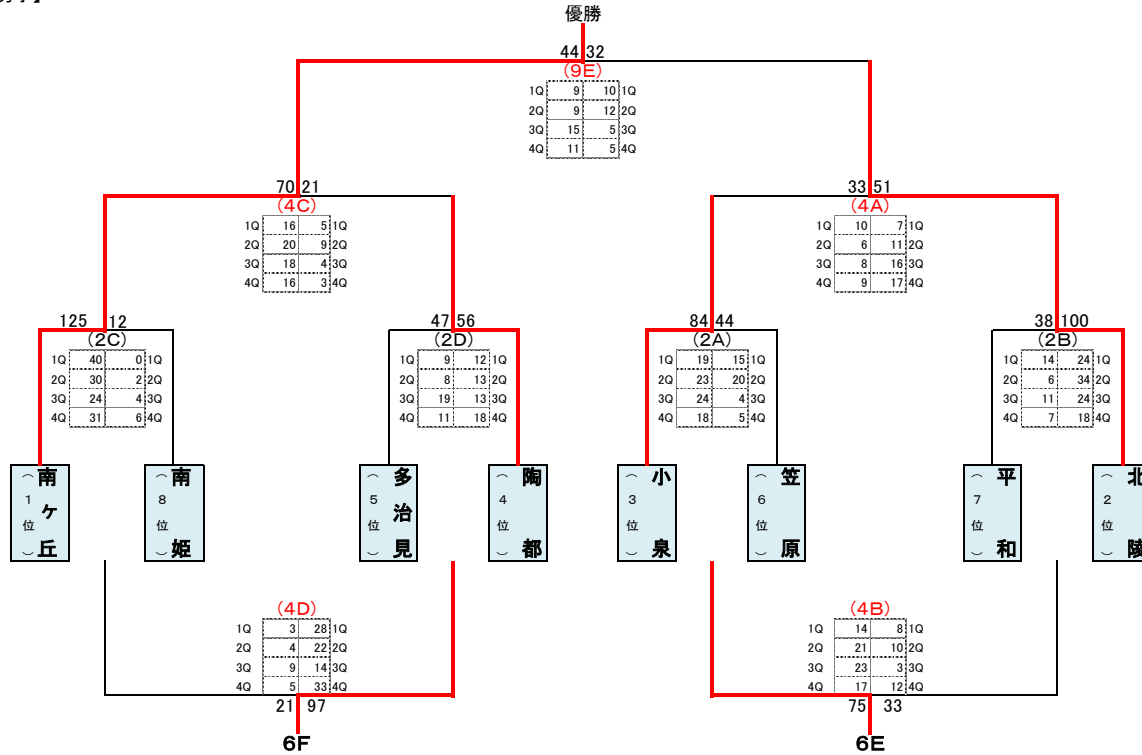 優勝
44 32
(9E)
1Q 9 10 1Q
2Q 9 12 2Q
3Q 15 5 3Q
4Q 11 5 4Q
70 21
(4C)
1Q 16 5 1Q
2Q 20 9 2Q
3Q 18 4 3Q
4Q 16 3 4Q
33 51
(4A)
1Q 10 7 1Q
2Q 6 11 2Q
3Q 8 16 3Q
4Q 9 17 4Q
125 12
(2C)
1Q 40 0 1Q
2Q 30 2 2Q
3Q 24 4 3Q
4Q 31 6 4Q
47 56
(2D)
1Q 9 12 1Q
2Q 8 13 2Q
3Q 19 13 3Q
4Q 11 18 4Q
84 44
(2A)
1Q 19 15 1Q
2Q 23 20 2Q
3Q 24 4 3Q
4Q 18 5 4Q
38 100
(2B)
1Q 14 24 1Q
2Q 6 34 2Q
3Q 11 24 3Q
4Q 7 18 4Q
南ヶ丘
(1位)
南姫
(8位)
多治見
(5位)
陶都
(4位)
小泉
(3位)
笠原
(6位)
平和
(7位)
北陵
(2位)
(4D)
1Q 3 28 1Q
2Q 4 22 2Q
3Q 9 14 3Q
4Q 5 33 4Q
21 97
6F
(4B)
1Q 14 8 1Q
2Q 21 10 2Q
3Q 23 3 3Q
4Q 17 12 4Q
75 33
6E